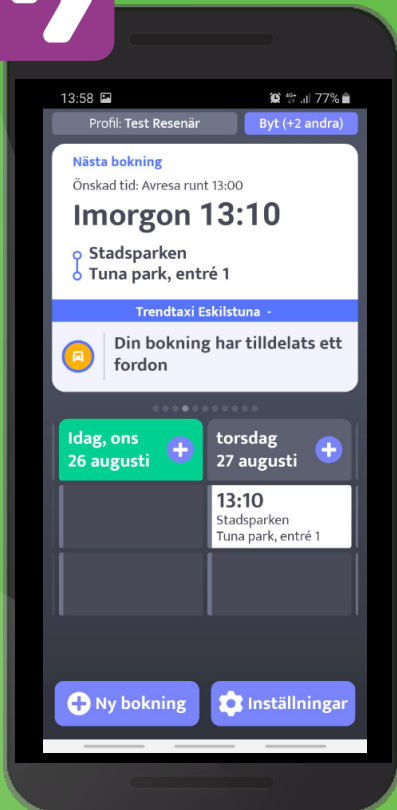 13:58 4G+ 77%
Profil: Test Resenär Byt (+2 andra)
Nästa bokning
Önskad tid: Avresa runt 13:00
Imorgon 13:10
Stadsparken
Tuna park, entré 1
Trendtaxi Eskilstuna -
Din bokning har tilldelats ett
fordon
Idag, ons
26 augusti
torsdag
27 augusti
13:10
Stadsparken
Tuna park, entré 1
Ny bokning Inställningar